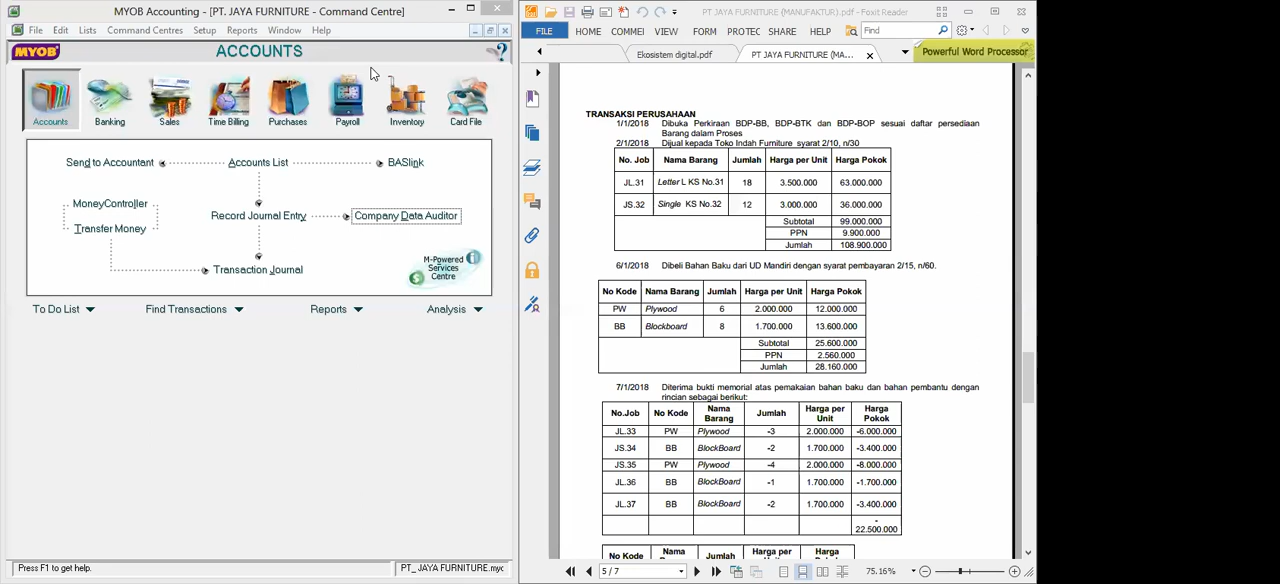 MYOB Accounting - [PT. JAYA FURNITURE - Command Centre]
File Edit Lists Command Centres Setup Reports Window Help
MYOB ACCOUNTS
Accounts Banking Sales Time Billing Purchases Payroll Inventory Card File
Send to Accountant Accounts List BASlink
MoneyController
Record Journal Entry Company Data Auditor
Transfer Money
M-Powered
Services
Centre
Transaction Journal
To Do List Find Transactions Reports Analysis
Press F1 to get help. PT_ JAYA FURNITURE.myc
PT JAYA FURNITURE (MANUFAKTUR).pdf - Foxit Reader
FILE HOME COMMEI VIEW FORM PROTEC SHARE HELP Find
Ekosistem digital.pdf PT JAYA FURNITURE (MA... Powerful Word Processor
TRANSAKSI PERUSAHAAN
1/1/2018 Dibuka Perkiraan BDP-BB, BDP-BTK dan BDP-BOP sesuai daftar persediaan
Barang dalam Proses
2/1/2018 Dijual kepada Toko Indah Furniture syarat 2/10, n/30
No. Job Nama Barang Jumlah Harga per Unit Harga Pokok
JL.31 Letter L KS No.31 18 3.500.000 63.000.000
JS.32 Single KS No.32 12 3.000.000 36.000.000
Subtotal 99.000.000
PPN 9.900.000
Jumlah 108.900.000
6/1/2018 Dibeli Bahan Baku dari UD Mandiri dengan syarat pembayaran 2/15, n/60.
No Kode Nama Barang Jumlah Harga per Unit Harga Pokok
PW Plywood 6 2.000.000 12.000.000
BB Blockboard 8 1.700.000 13.600.000
Subtotal 25.600.000
PPN 2.560.000
Jumlah 28.160.000
7/1/2018 Diterima bukti memorial atas pemakaian bahan baku dan bahan pembantu dengan
rincian sebagai berikut:
No.Job No Kode Nama Barang Jumlah Harga per Unit Harga Pokok
JL.33 PW Plywood -3 2.000.000 -6.000.000
JS.34 BB BlockBoard -2 1.700.000 -3.400.000
JS.35 PW Plywood -4 2.000.000 -8.000.000
JL.36 BB BlockBoard -1 1.700.000 -1.700.000
JL.37 BB BlockBoard -2 1.700.000 -3.400.000
-
22.500.000
No Kode Nama Jumlah Harga per Harga
5 / 7 75.16%